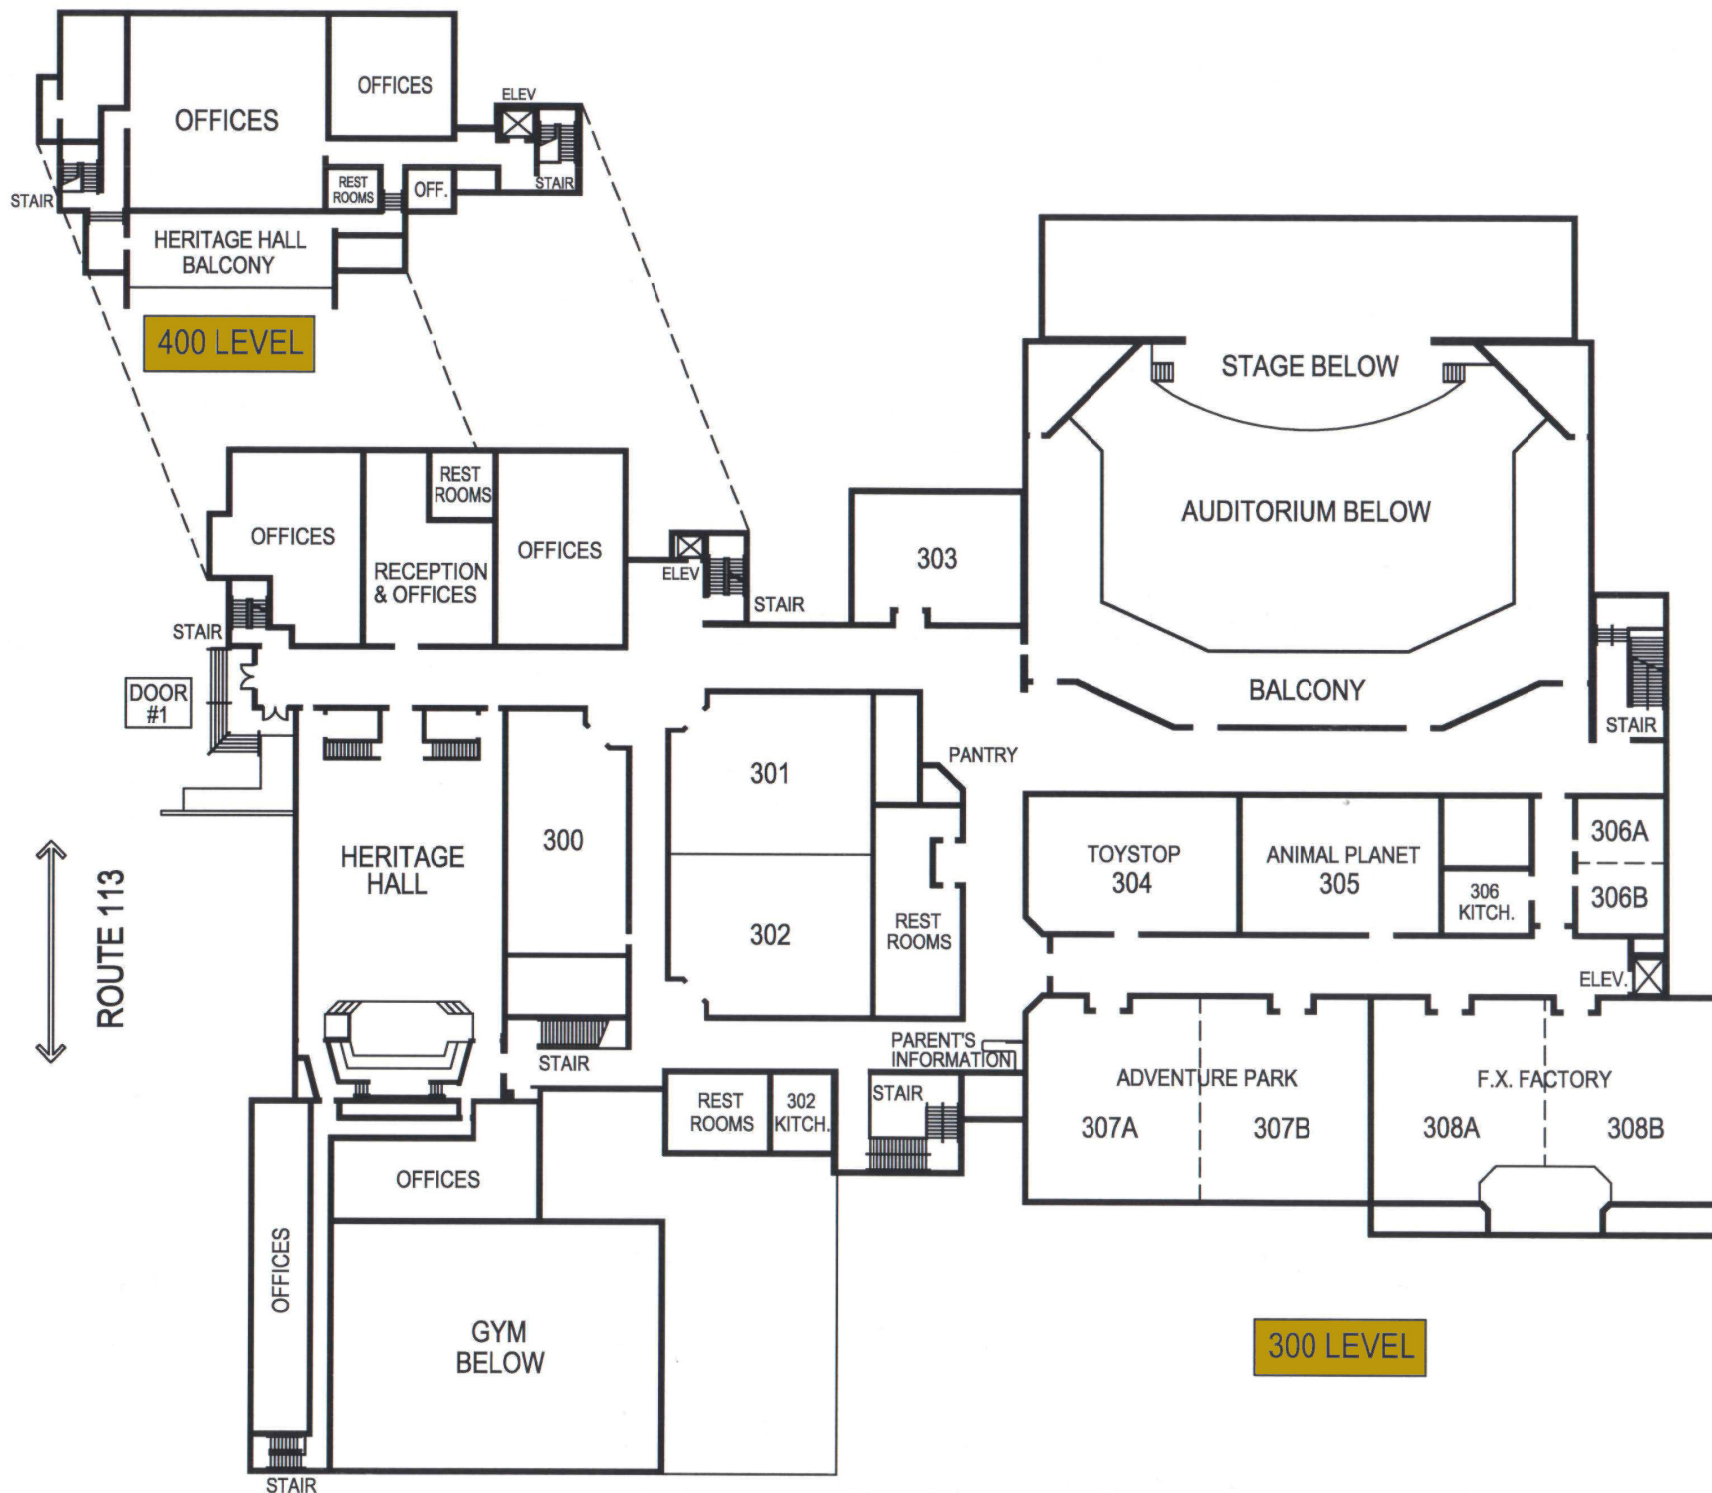 OFFICES
OFFICES
ELEV
STAIR
REST
ROOMS
OFF.
STAIR
HERITAGE HALL
BALCONY
400 LEVEL
STAGE BELOW
AUDITORIUM BELOW
BALCONY
STAIR
OFFICES
REST
ROOMS
RECEPTION
& OFFICES
OFFICES
ELEV
STAIR
303
STAIR
DOOR
#1
PANTRY
301
300
HERITAGE
HALL
302
REST
ROOMS
TOYSTOP
304
ANIMAL PLANET
305
306
KITCH.
306A
306B
ELEV.
ROUTE 113
STAIR
PARENT'S
INFORMATION
STAIR
REST
ROOMS
302
KITCH.
ADVENTURE PARK
307A
307B
F.X. FACTORY
308A
308B
OFFICES
OFFICES
GYM
BELOW
STAIR
300 LEVEL